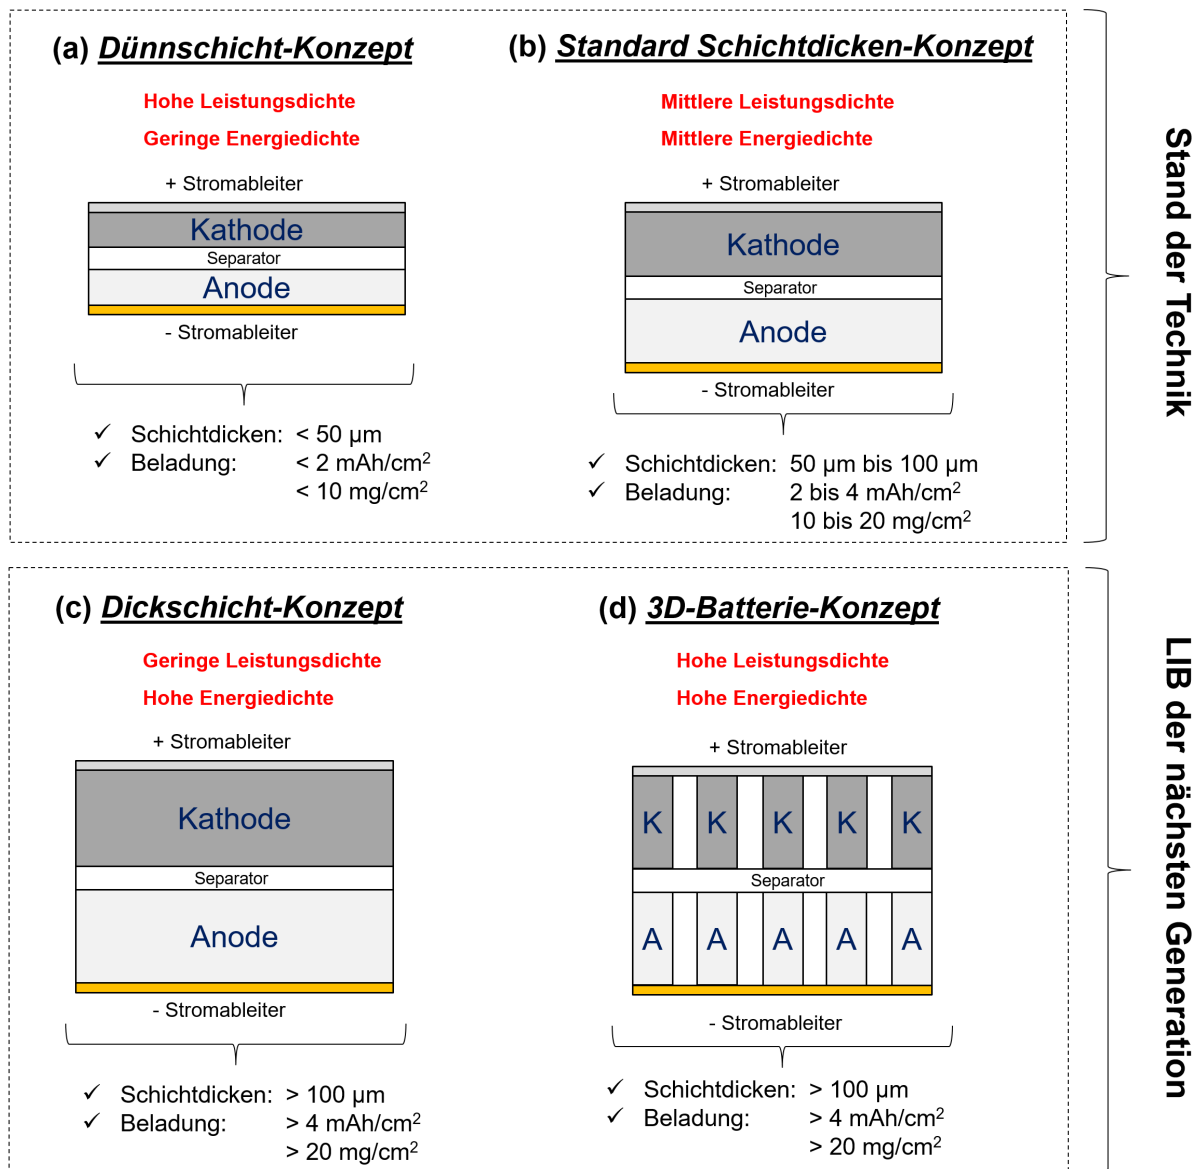 (a) Dünnschicht-Konzept
Hohe Leistungsdichte
Geringe Energiedichte
+ Stromableiter
Kathode
Separator
Anode
- Stromableiter
✓ Schichtdicken: < 50 µm
✓ Beladung: < 2 mAh/cm²
< 10 mg/cm²
(b) Standard Schichtdicken-Konzept
Mittlere Leistungsdichte
Mittlere Energiedichte
+ Stromableiter
Kathode
Separator
Anode
- Stromableiter
✓ Schichtdicken: 50 µm bis 100 µm
✓ Beladung: 2 bis 4 mAh/cm²
10 bis 20 mg/cm²
Stand der Technik
(c) Dickschicht-Konzept
Geringe Leistungsdichte
Hohe Energiedichte
+ Stromableiter
Kathode
Separator
Anode
- Stromableiter
✓ Schichtdicken: > 100 µm
✓ Beladung: > 4 mAh/cm²
> 20 mg/cm²
(d) 3D-Batterie-Konzept
Hohe Leistungsdichte
Hohe Energiedichte
+ Stromableiter
K K K K K
Separator
A A A A A
- Stromableiter
✓ Schichtdicken: > 100 µm
✓ Beladung: > 4 mAh/cm²
> 20 mg/cm²
LIB der nächsten Generation